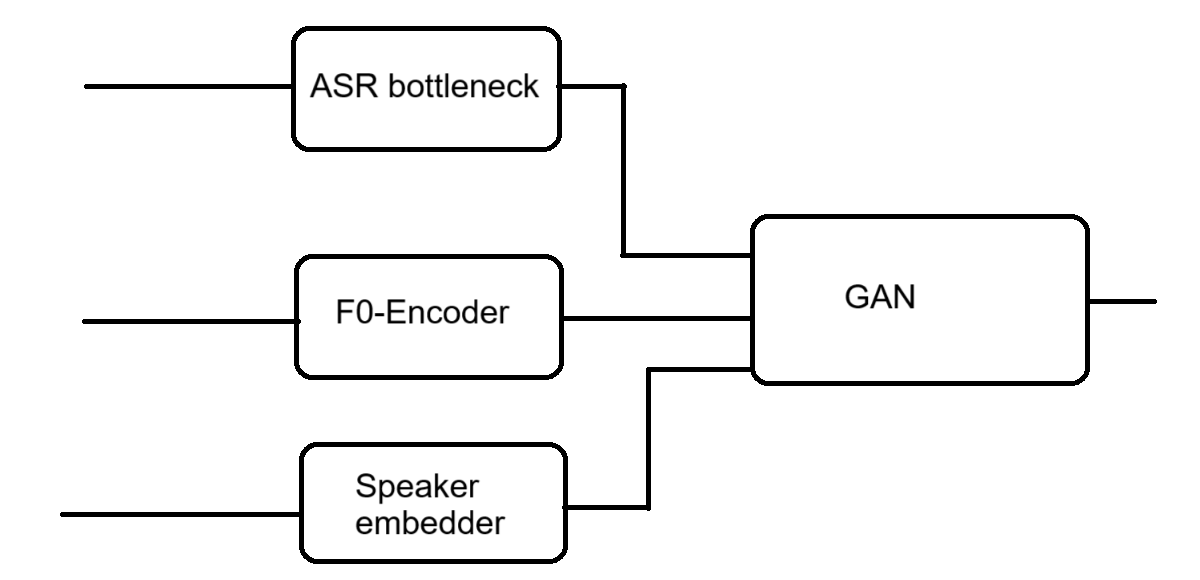 ASR bottleneck
F0-Encoder
GAN
Speaker
embedder